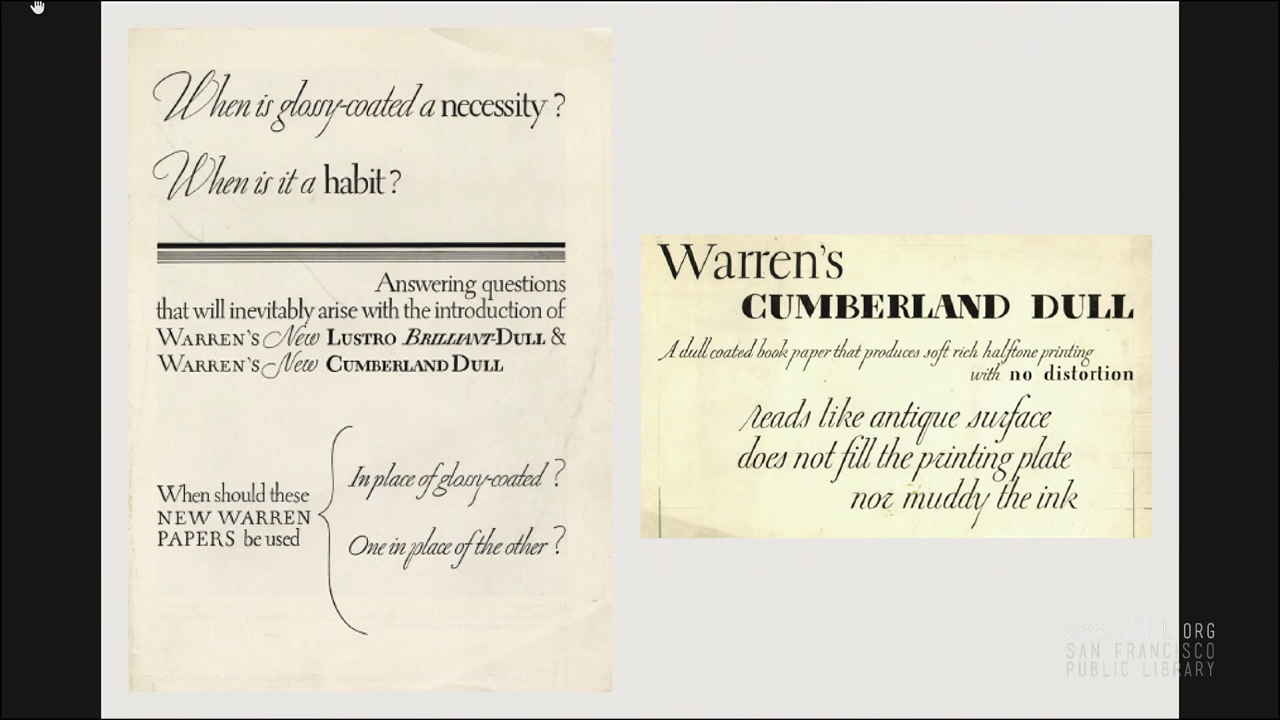 When is glossy-coated a necessity?
When is it a habit?
Answering questions
that will inevitably arise with the introduction of
WARREN'S New LUSTRO BRILLIANT-DULL &
WARREN'S New CUMBERLAND DULL
When should these
NEW WARREN
PAPERS be used
In place of glossy-coated?
One in place of the other?
Warren's
CUMBERLAND DULL
A dull coated book paper that produces soft rich halftone printing
with no distortion
reads like antique surface
does not fill the printing plate
nor muddy the ink
www.SFPL.ORG
SAN FRANCISCO
PUBLIC LIBRARY